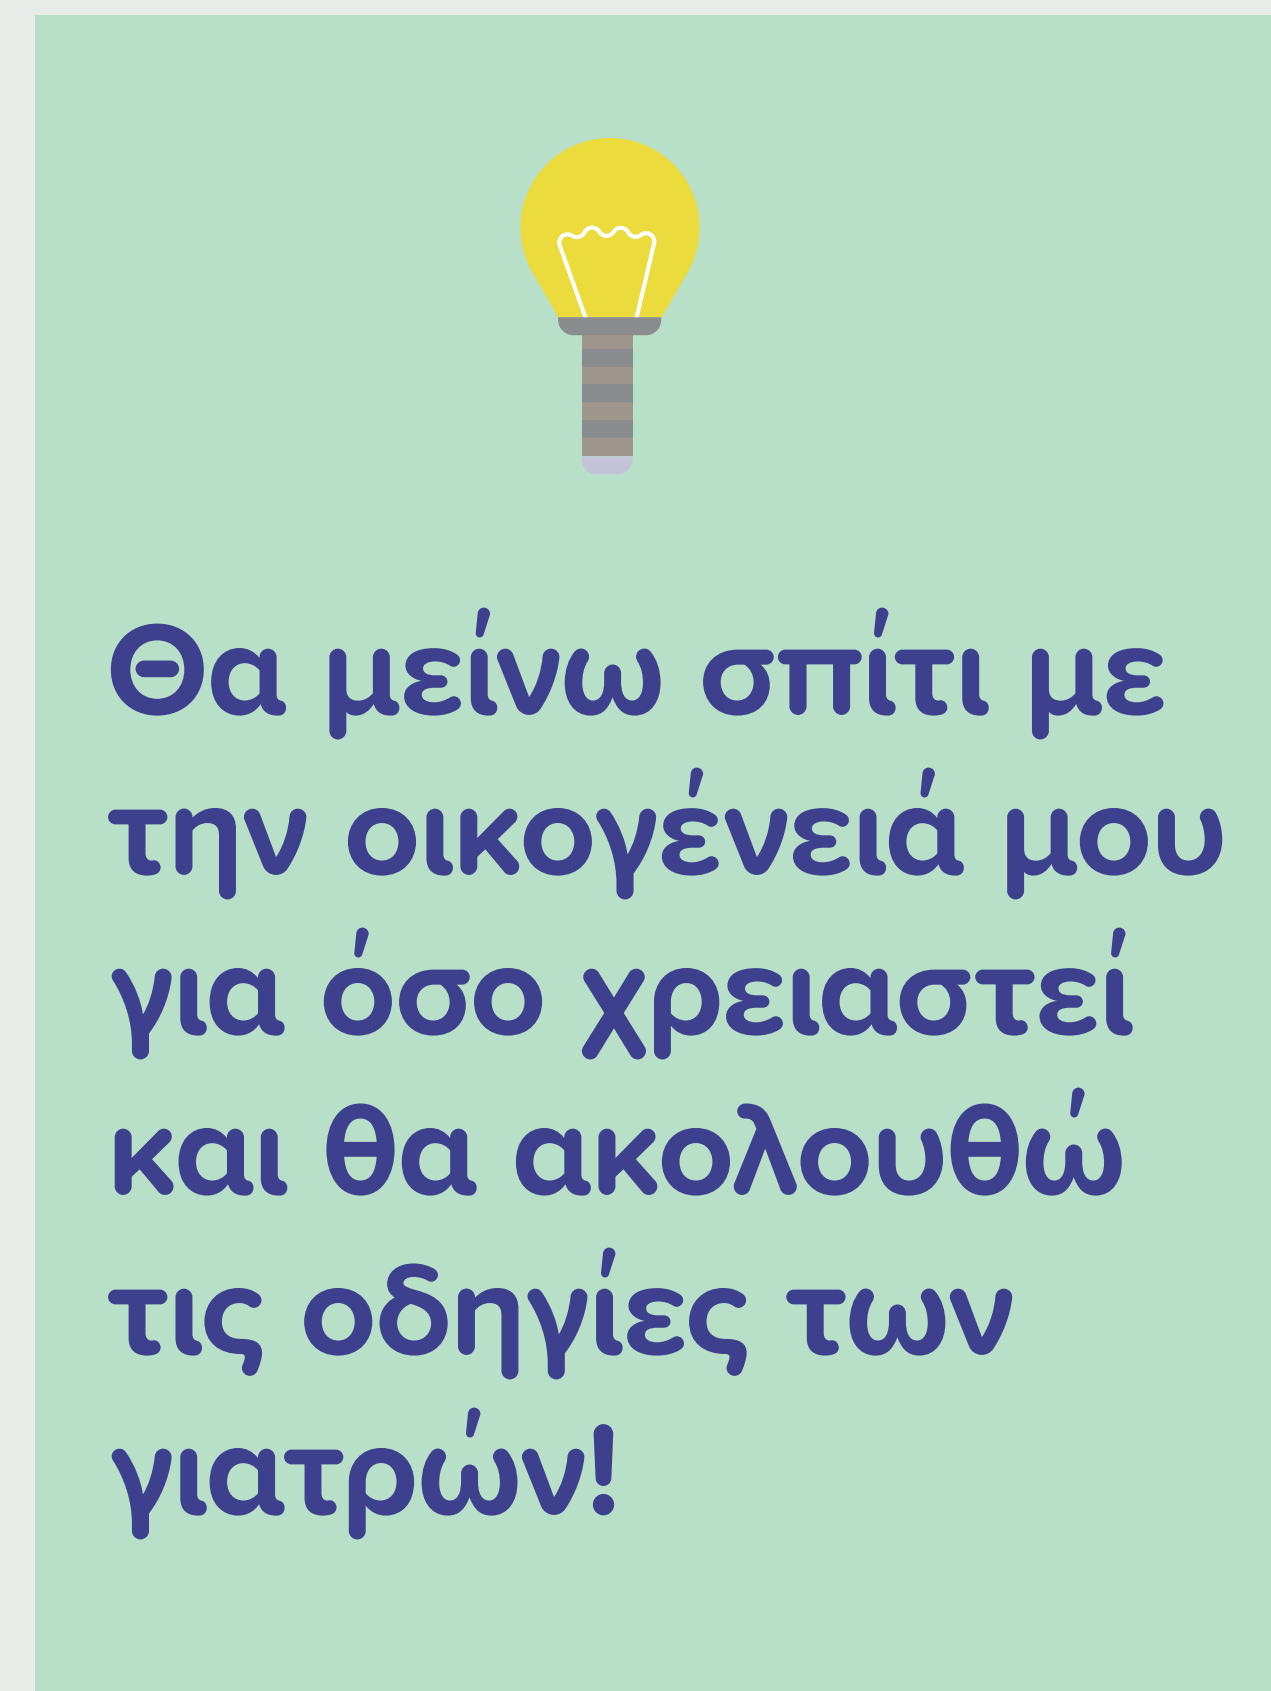 Θα μείνω σπίτι με
την οικογένειά μου
για όσο χρειαστεί
και θα ακολουθώ
τις οδηγίες των
γιατρών!